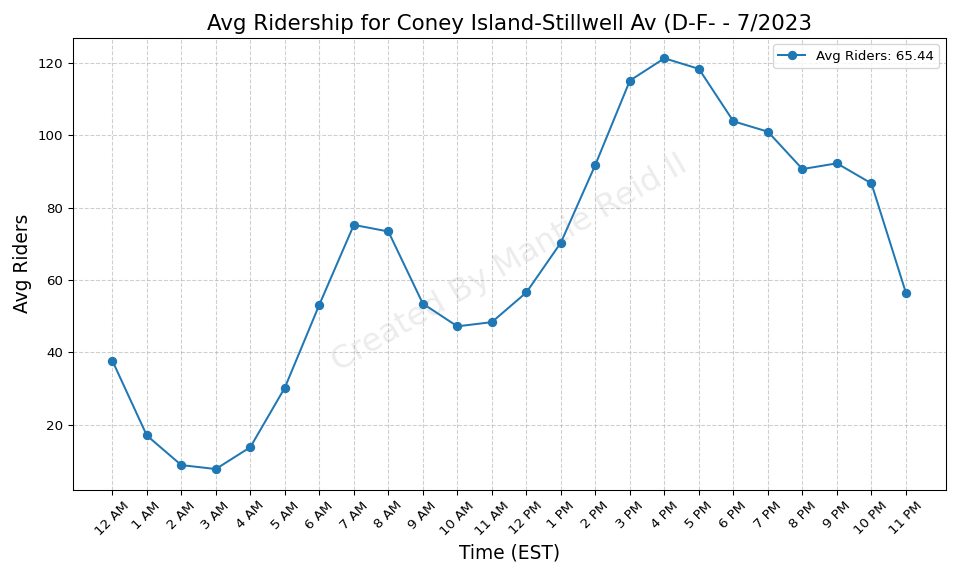 Avg Ridership for Coney Island-Stillwell Av (D-F- - 7/2023
Avg Riders: 65.44
120
100
80
60
40
20
Avg Riders
Created By Mantie Reid II
12 AM
1 AM
2 AM
3 AM
4 AM
5 AM
6 AM
7 AM
8 AM
9 AM
10 AM
11 AM
12 PM
1 PM
2 PM
3 PM
4 PM
5 PM
6 PM
7 PM
8 PM
9 PM
10 PM
11 PM
Time (EST)